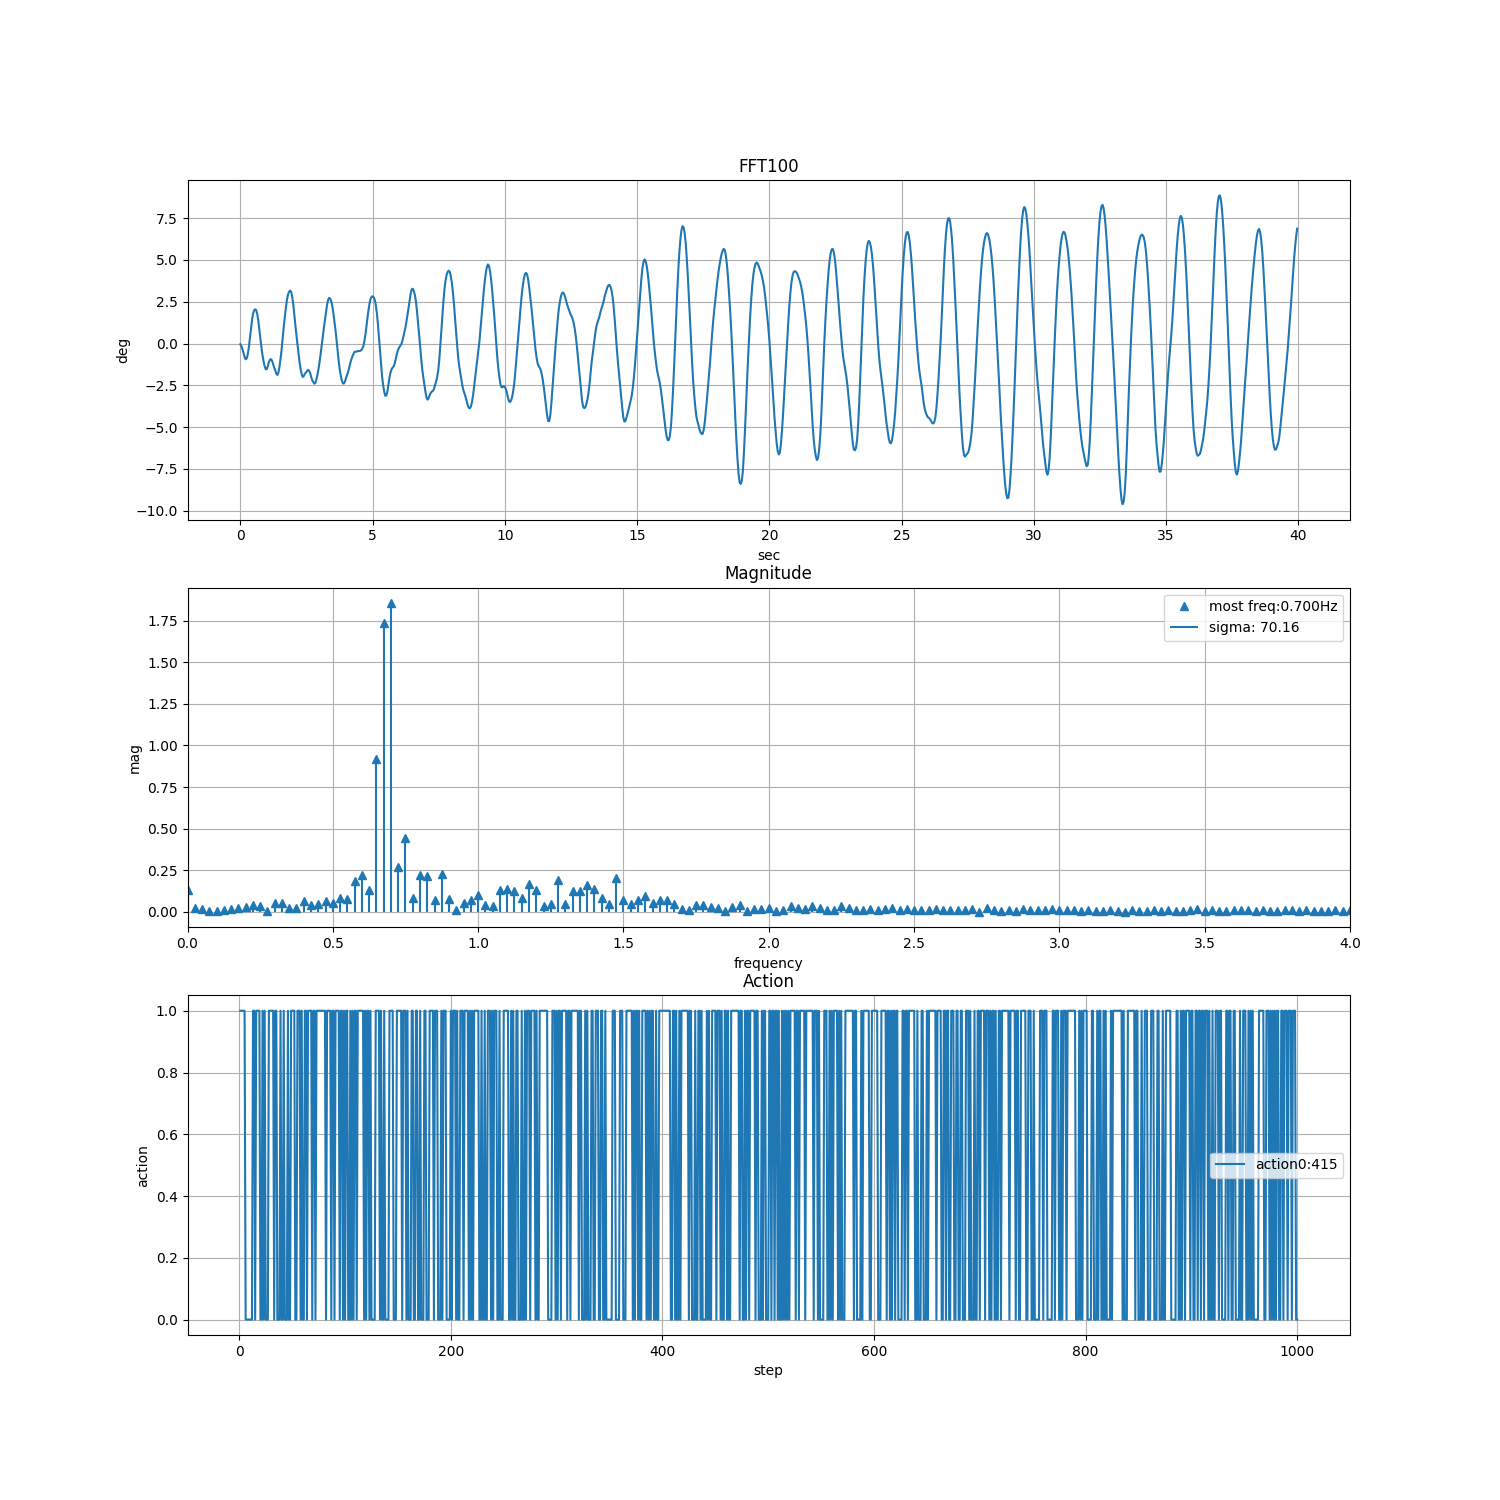 FFT100
7.5
5.0
2.5
0.0
−2.5
−5.0
−7.5
−10.0
deg
0 5 10 15 20 25 30 35 40
sec
Magnitude
1.75
1.50
1.25
1.00
0.75
0.50
0.25
0.00
mag
most freq:0.700Hz
sigma: 70.16
0.0 0.5 1.0 1.5 2.0 2.5 3.0 3.5 4.0
frequency
Action
1.0
0.8
0.6
0.4
0.2
0.0
action
action0:415
0 200 400 600 800 1000
step